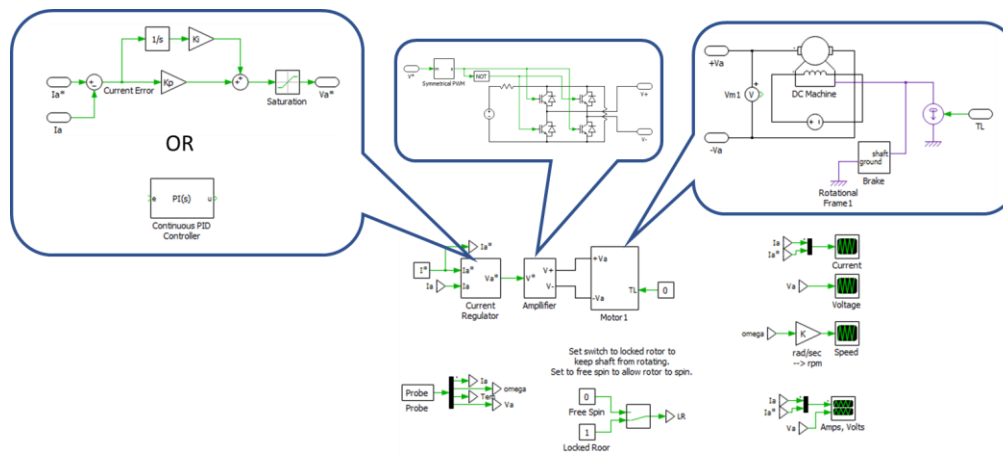 1/s
Ki
Ia*
Current Error
Kp
Saturation
Va*
Ia
OR
e
PI(s)
u
Continuous PID
Controller
V*
m
s
Symmetrical PWM
NOT
V+
V-
+Va
Vm1
V
DC Machine
TL
-Va
shaft
ground
Brake
Rotational
Frame1
Ia*
I*
Ia*
Va*
Ia
Ia
Current
Regulator
V*
V+
V-
Ampllifier
+Va
-Va
TL
Motor1
0
Ia
Ia*
Current
Va
Voltage
omega
K
Speed
rad/sec
--> rpm
Set switch to locked rotor to
keep shaft from rotating.
Set to free spin to allow rotor to spin.
Probe
Probe
Ia
omega
Va
0
Free Spin
1
Locked Roor
LR
Ia
Ia*
Va
Amps, Volts